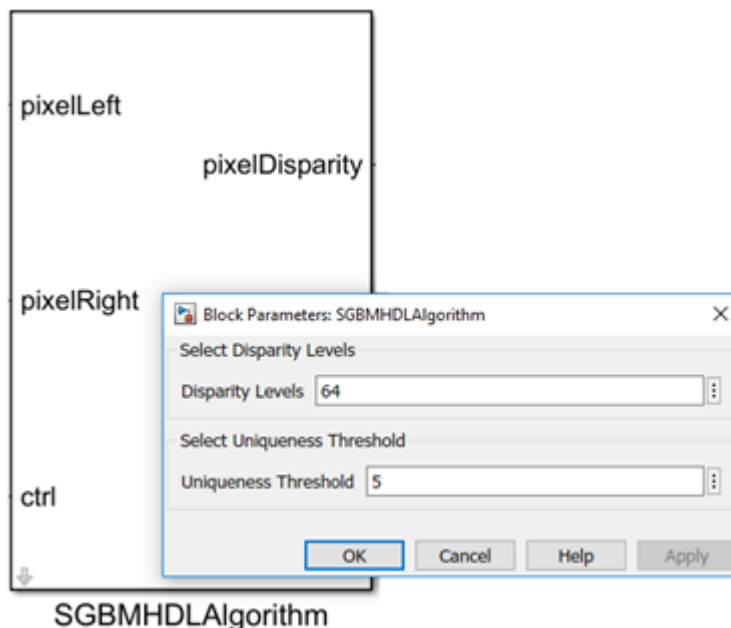 pixelLeft
pixelDisparity
pixelRight
ctrl
SGBMHDLAlgorithm
Block Parameters: SGBMHDLAlgorithm
Select Disparity Levels
Disparity Levels 64
Select Uniqueness Threshold
Uniqueness Threshold 5
OK Cancel Help Apply